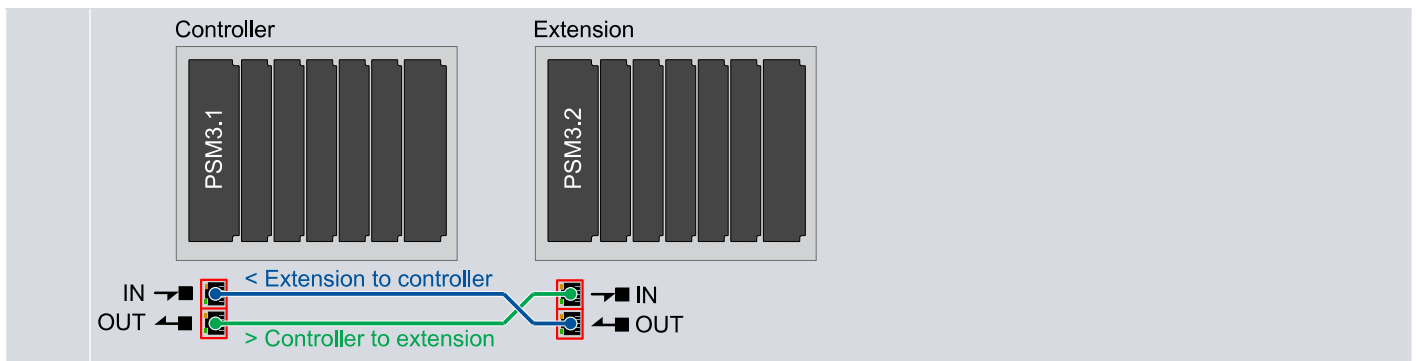 Controller
Extension
PSM3.1
PSM3.2
IN
< Extension to controller
IN
OUT
> Controller to extension
OUT